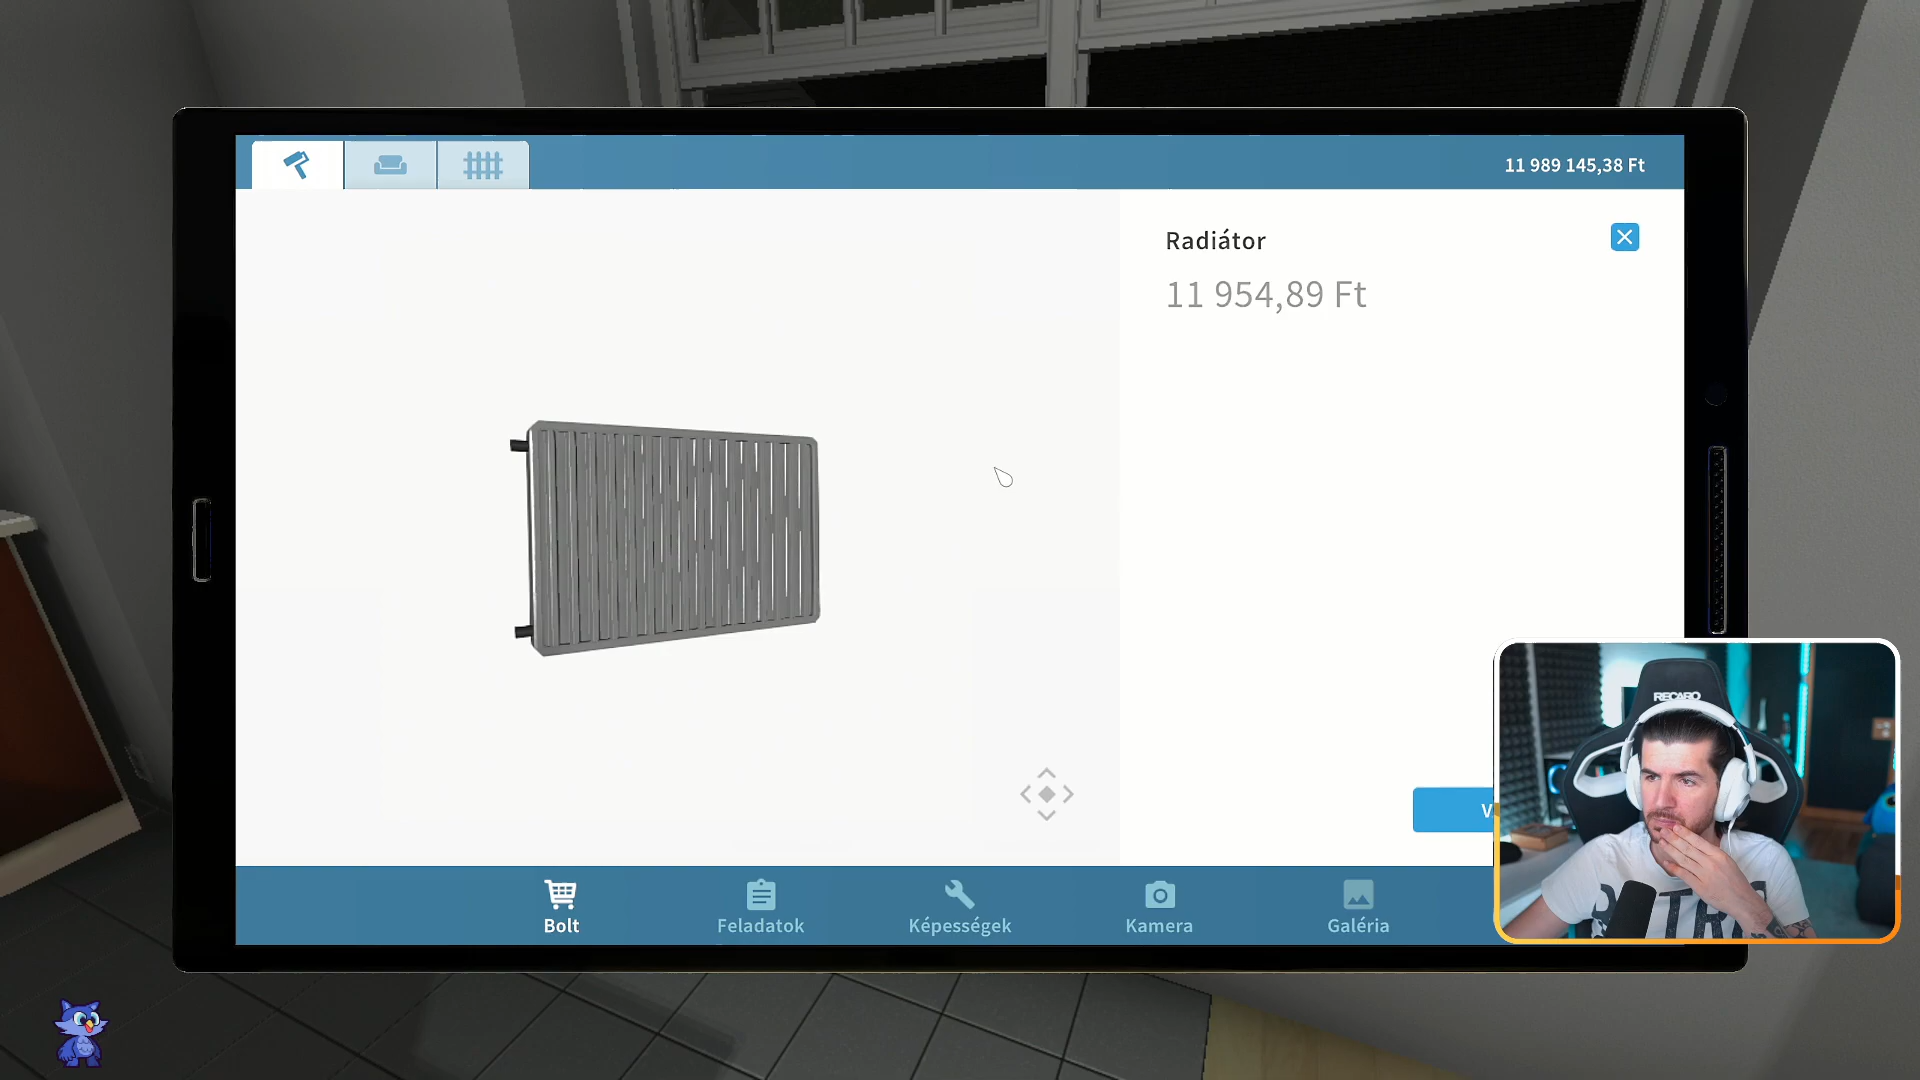 11 989 145,38 Ft
Radiátor
11 954,89 Ft
Bolt
Feladatok
Képességek
Kamera
Galéria
RECARO